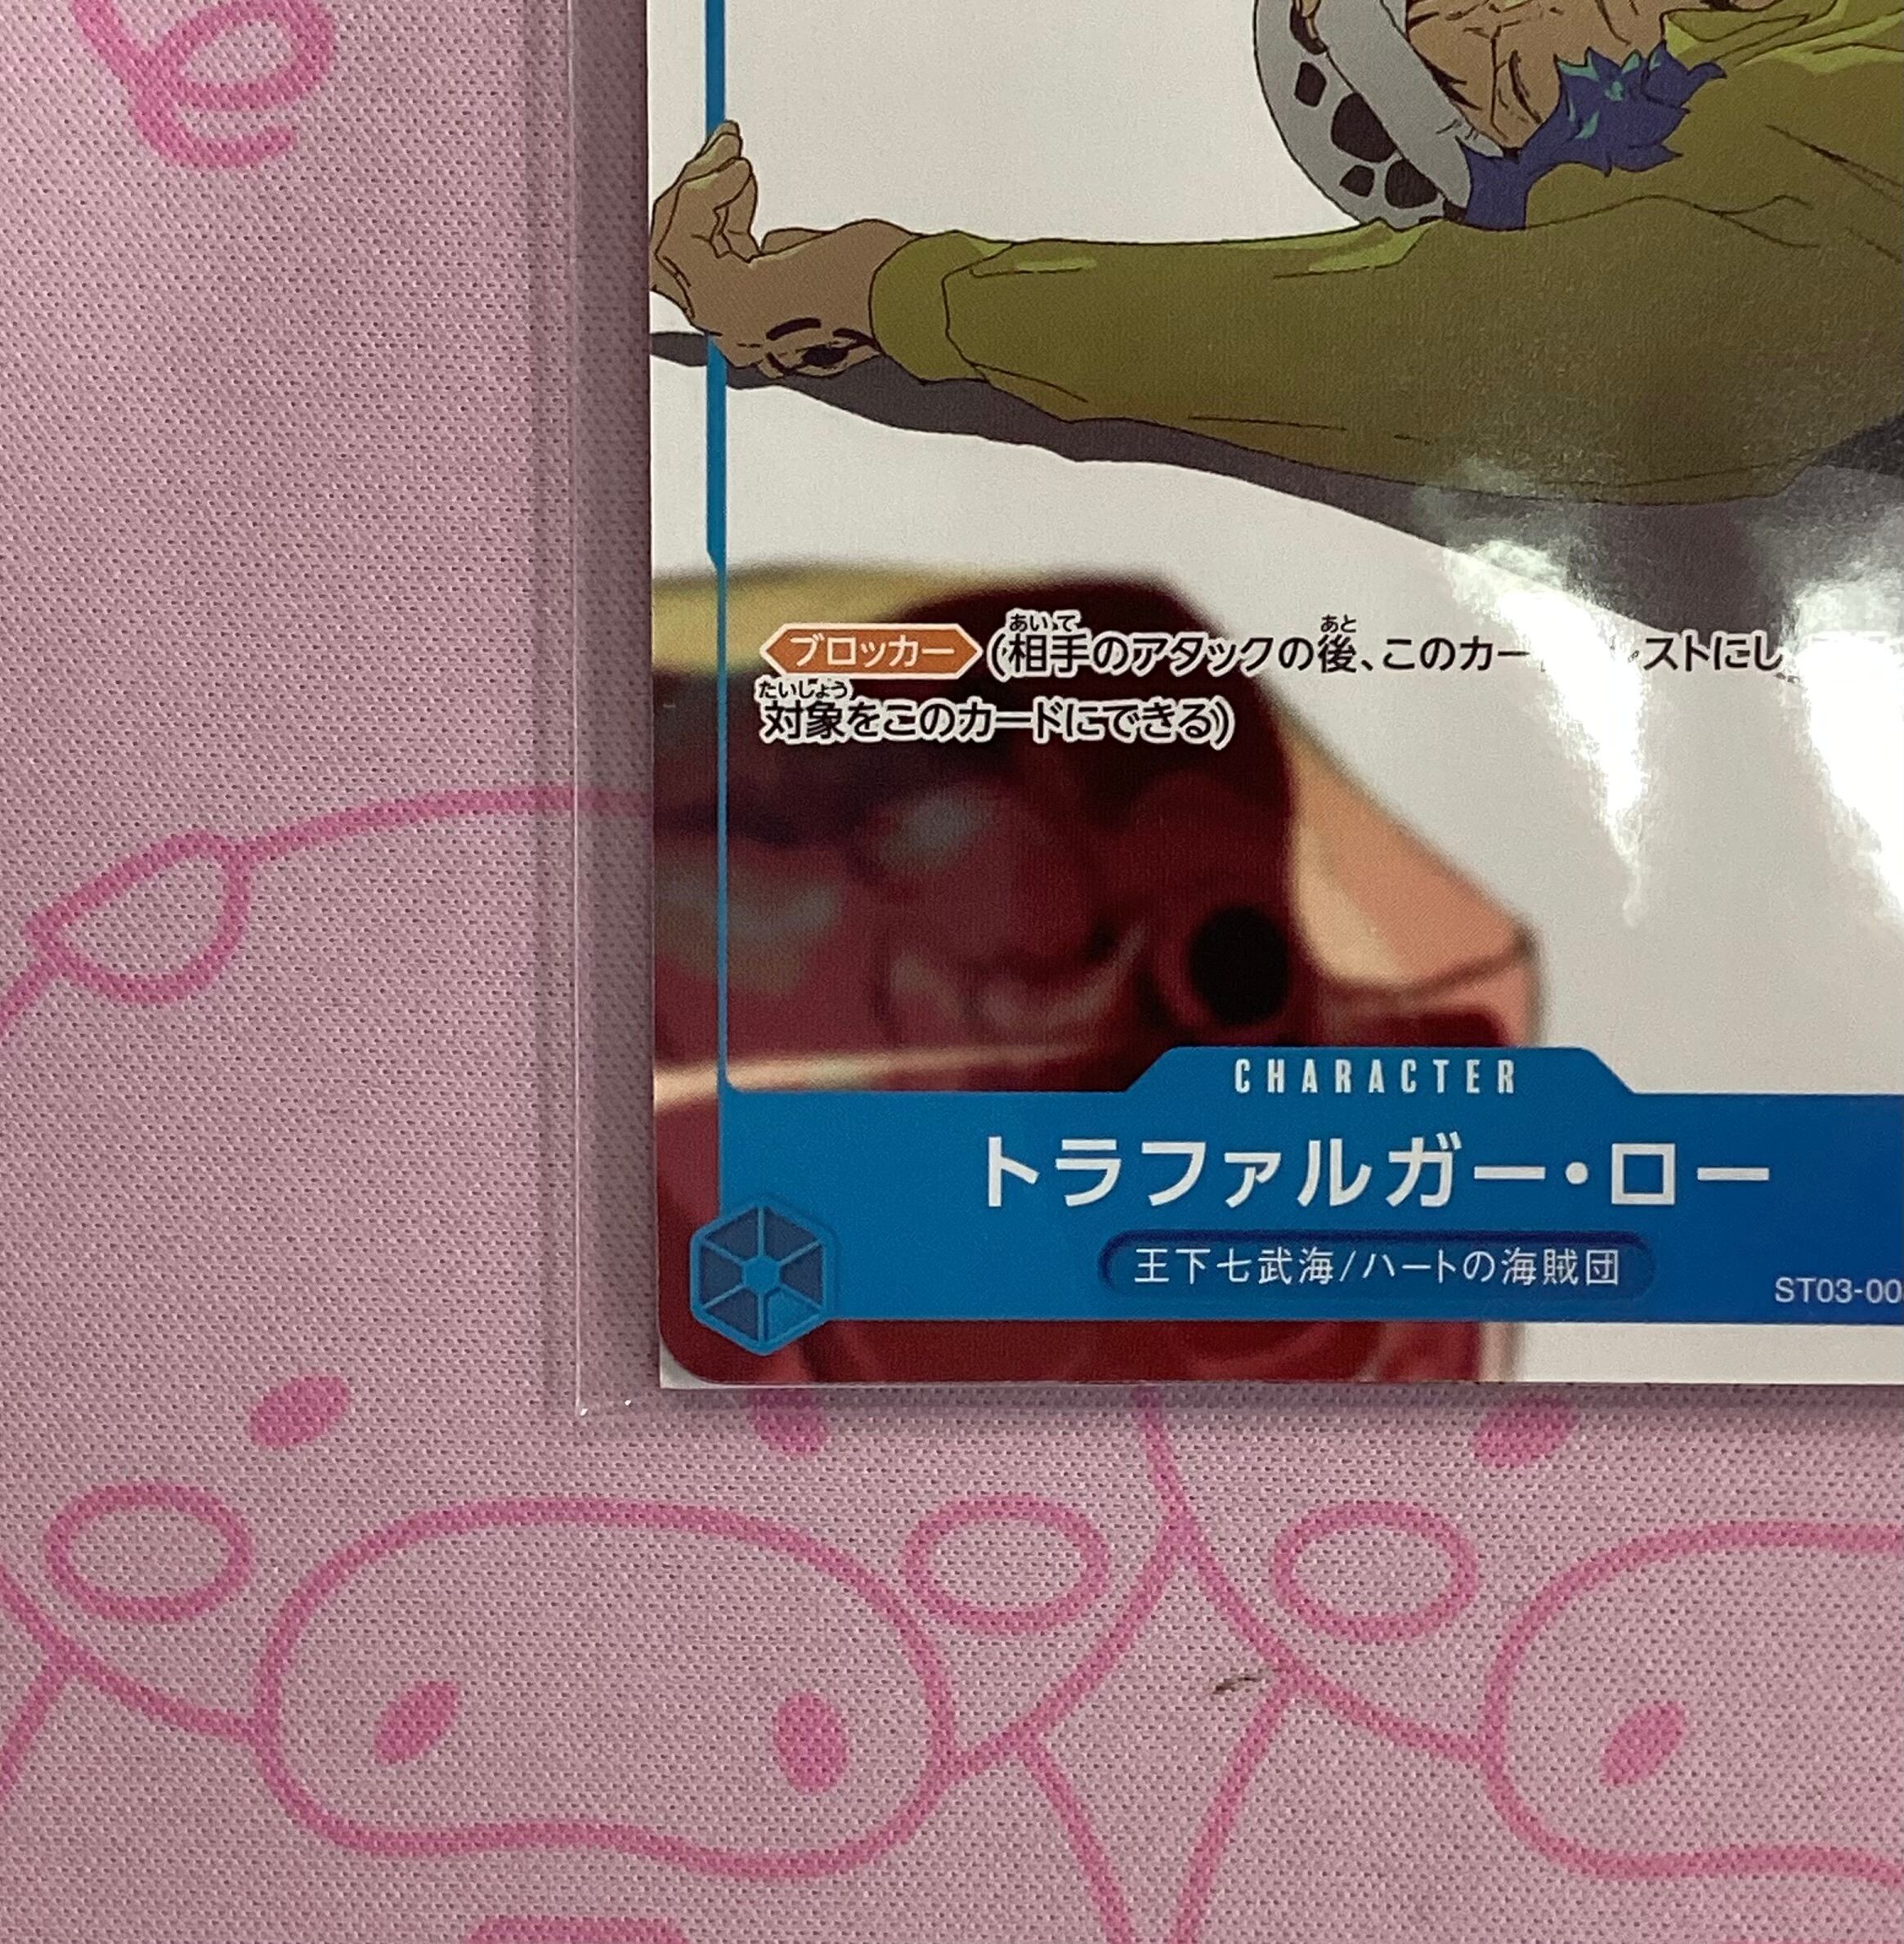 ブロッカー (相手のアタックの後、このカー ストにし
対象をこのカードにできる)
CHARACTER
トラファルガー・ロー
王下七武海/ハートの海賊団
ST03-00